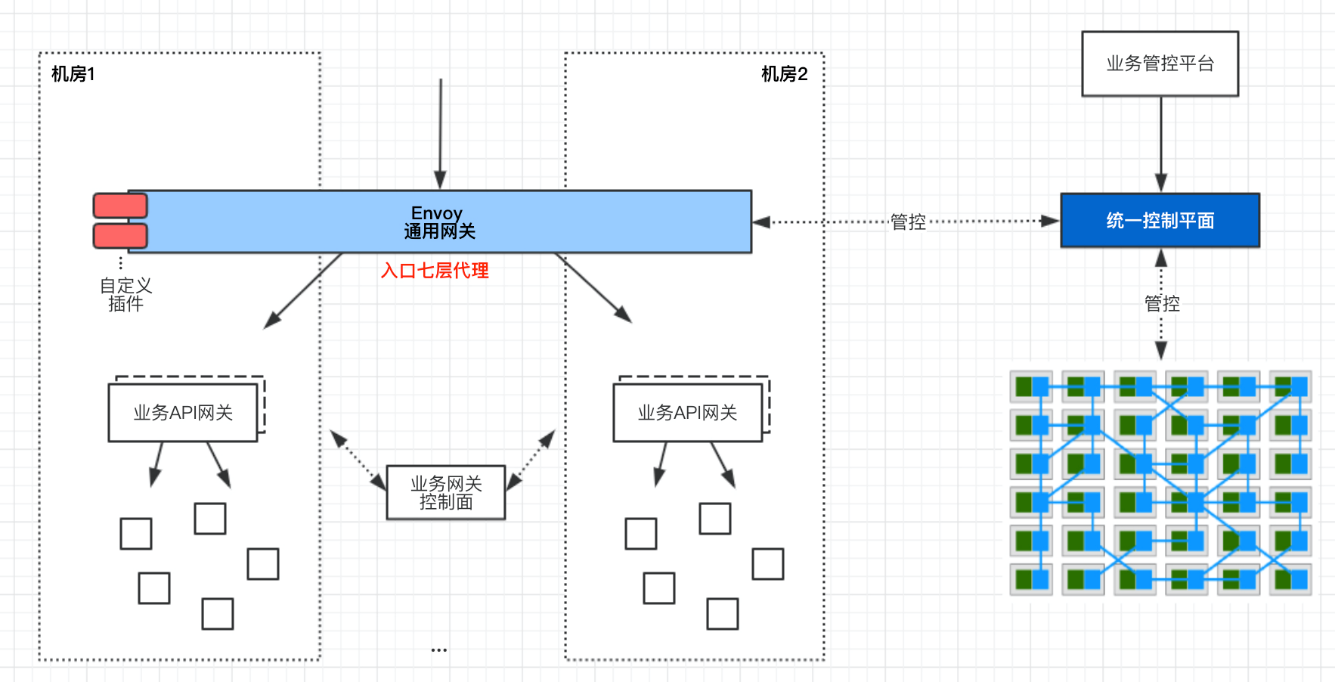 机房1
机房2
业务管控平台
Envoy
通用网关
管控
统一控制平面
入口七层代理
自定义
插件
管控
业务API网关
业务API网关
业务网关
控制面
...